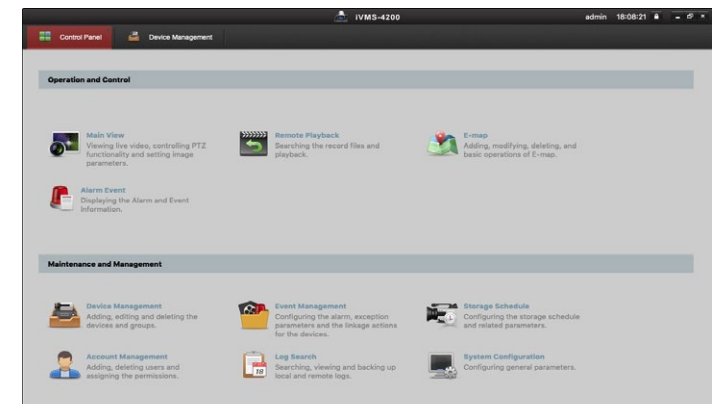 iVMS-4200
admin 18:08:21
Control Panel
Device Management
Operation and Control
Main View
Viewing live video, controlling PTZ
functionality and setting image
parameters.
Remote Playback
Searching the record files and
playback.
E-map
Adding, modifying, deleting, and
basic operations of E-map.
Alarm Event
Displaying the Alarm and Event
Information.
Maintenance and Management
Device Management
Adding, editing and deleting the
devices and groups.
Event Management
Configuring the alarm, exception
parameters and the linkage actions
for the devices.
Storage Schedule
Configuring the storage schedule
and related parameters.
Account Management
Adding, deleting users and
assigning the permissions.
Log Search
Searching, viewing and backing up
local and remote logs.
18
System Configuration
Configuring general parameters.